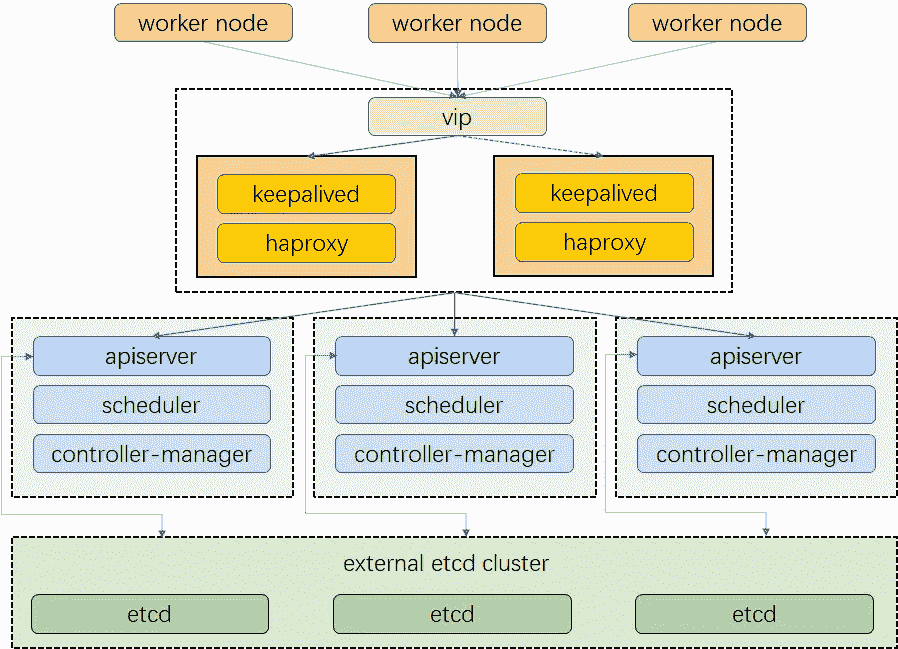 worker node
worker node
worker node
vip
keepalived
haproxy
keepalived
haproxy
apiserver
scheduler
controller-manager
apiserver
scheduler
controller-manager
apiserver
scheduler
controller-manager
external etcd cluster
etcd
etcd
etcd